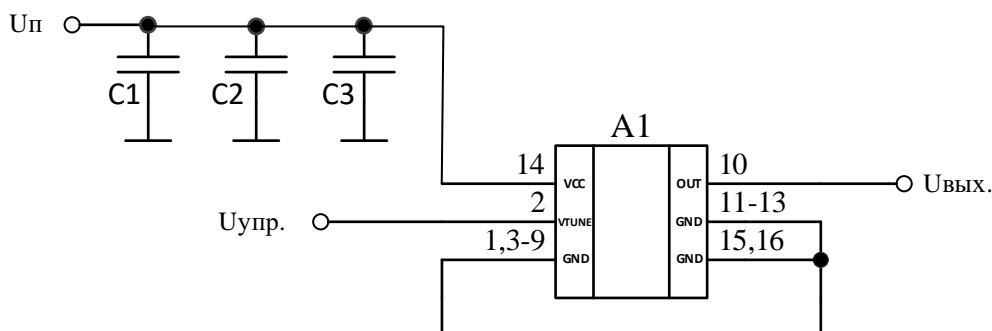 Uп
C1 C2 C3
A1
14 VCC OUT 10 Uвых.
Uупр. 2 VTUNE GND 11-13
1,3-9 GND GND 15,16